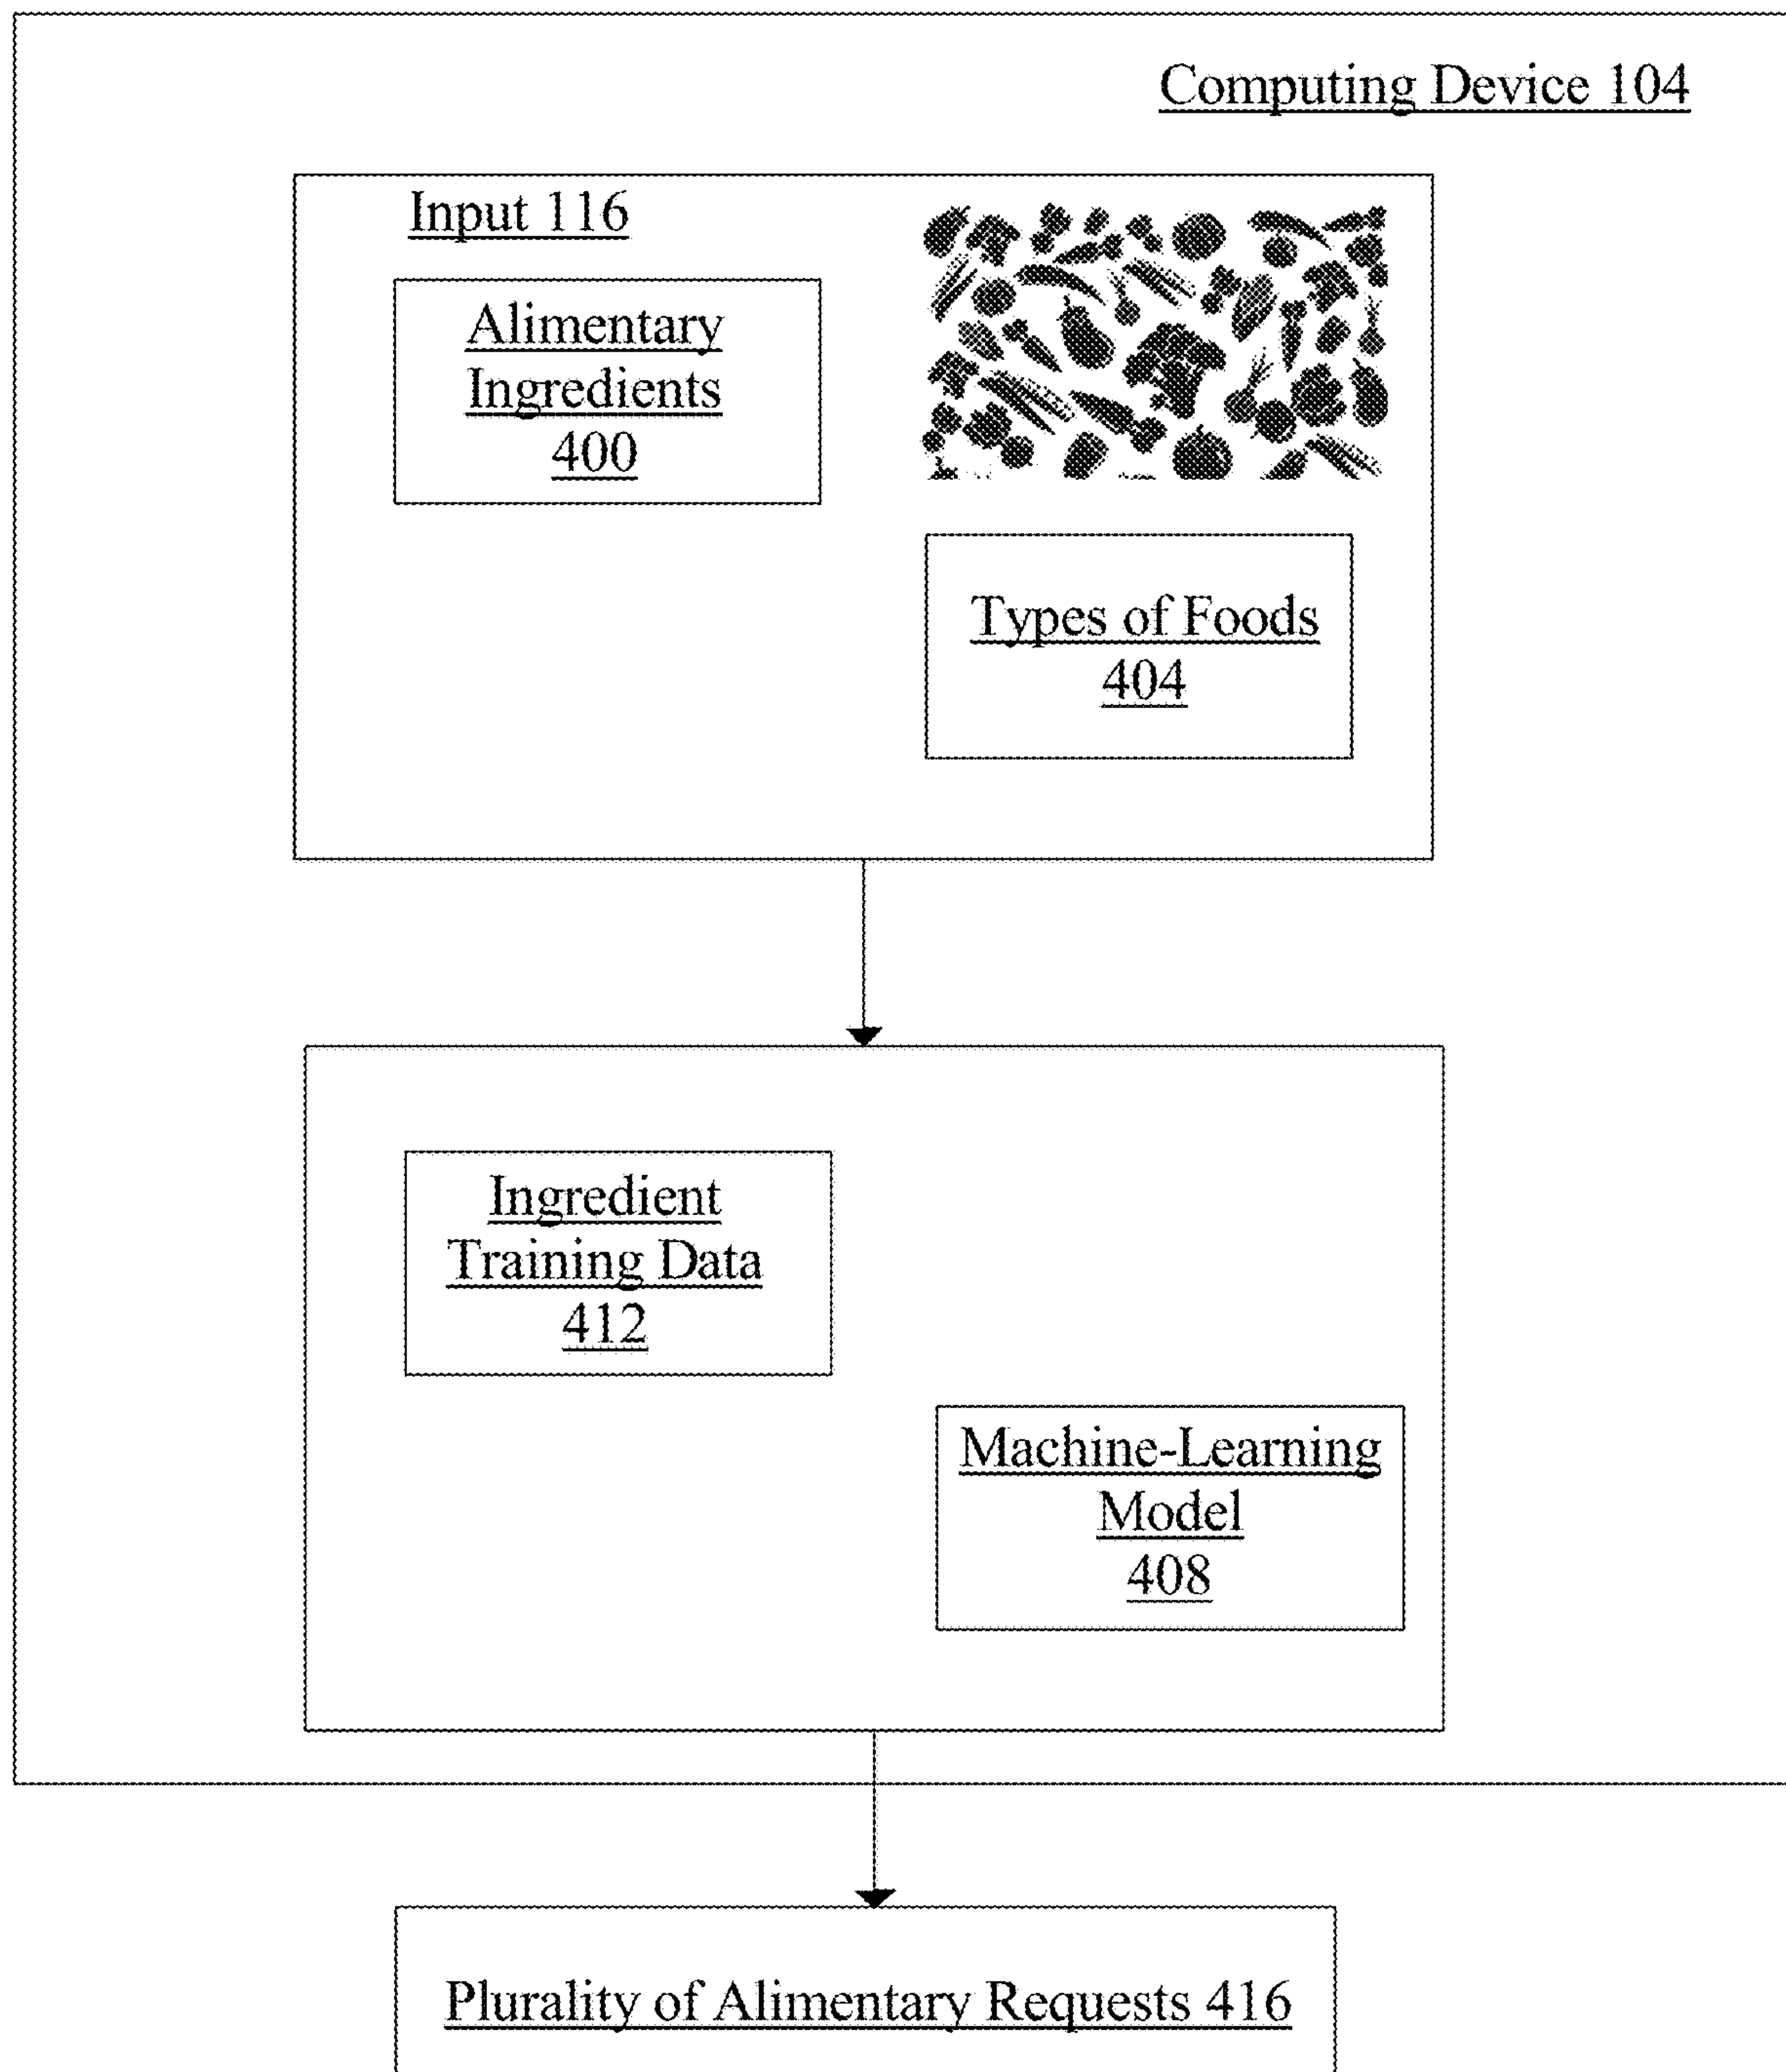 Computing Device 104
Input 116
Alimentary
Ingredients
400
Types of Foods
404
Ingredient
Training Data
412
Machine-Learning
Model
408
Plurality of Alimentary Requests 416